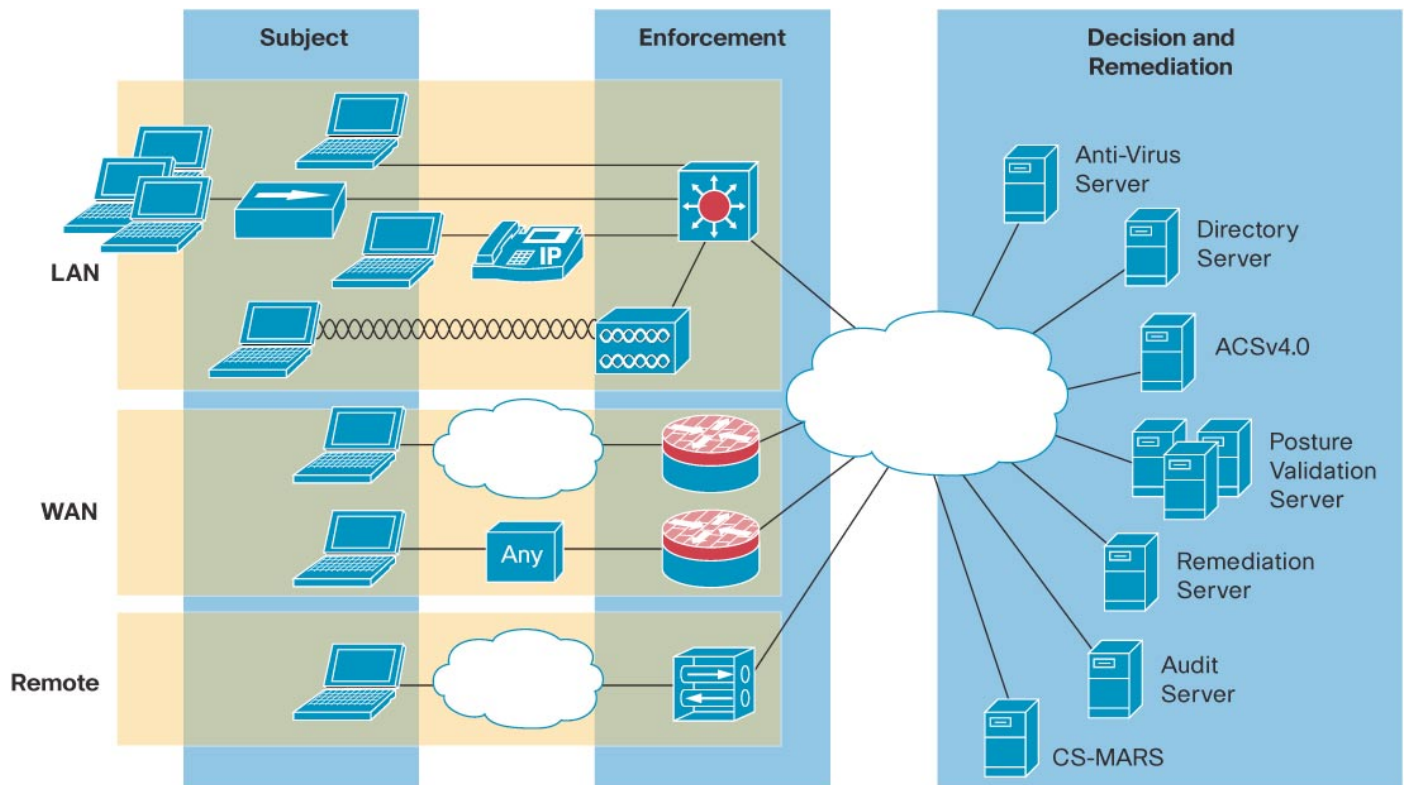 Subject
Enforcement
Decision and
Remediation
Anti-Virus
Server
Directory
Server
IP
LAN
ACSv4.0
Posture
Validation
Server
WAN
Any
Remediation
Server
Remote
Audit
Server
CS-MARS